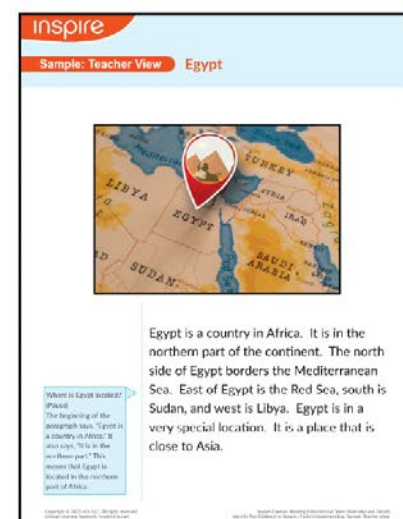 inspire
Sample: Teacher View Egypt
Mediterranean
TURKEY
LIBYA
SYRIA
IRAQ
EGYPT
SAUDI
ARABIA
SUDAN
Red Sea
Egypt is a country in Africa. It is in the
northern part of the continent. The north
side of Egypt borders the Mediterranean
Sea. East of Egypt is the Red Sea, south is
Sudan, and west is Libya. Egypt is in a
very special location. It is a place that is
close to Asia.
Where is Egypt located?
(Pause)
The beginning of the
paragraph says, "Egypt is
a country in Africa." It
also says, "It is in the
northern part." This
means that Egypt is
located in the northern
part of Africa.